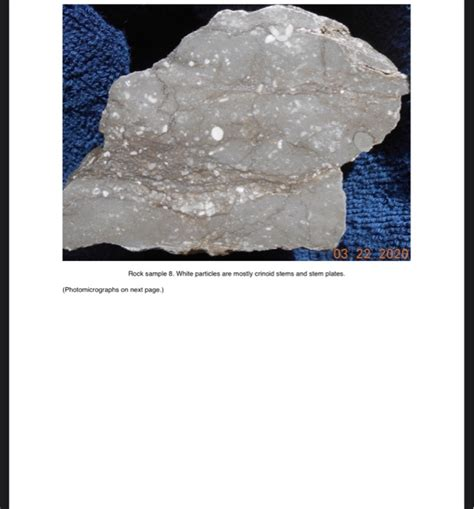 03 22 2020
Rock sample 8. White particles are mostly crinoid stems and stem plates.
(Photomicrographs on next page.)